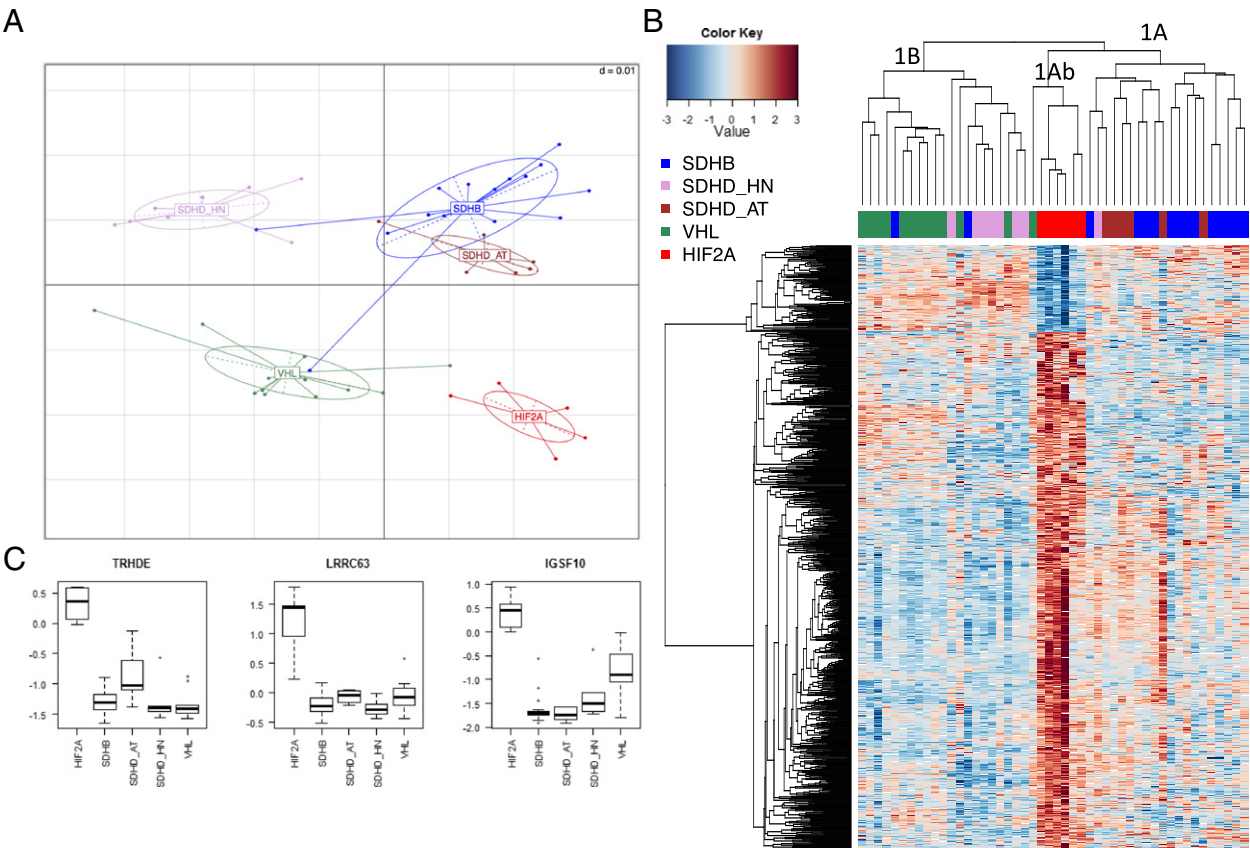 A
d = 0.01
SDHD_HN
SDHB
SDHD_AT
VHL
HIF2A
B
Color Key
-3 -2 -1 0 1 2 3
Value
SDHB
SDHD_HN
SDHD_AT
VHL
HIF2A
1B
1Ab
1A
C
TRHDE
0.5
0.0
-0.5
-1.0
-1.5
HIF2A
SDHB
SDHD_AT
SDHD_HN
VHL
LRRC63
1.5
1.0
0.5
0.0
-0.5
HIF2A
SDHB
SDHD_AT
SDHD_HN
VHL
IGSF10
1.0
0.5
0.0
-0.5
-1.0
-1.5
-2.0
HIF2A
SDHB
SDHD_AT
SDHD_HN
VHL